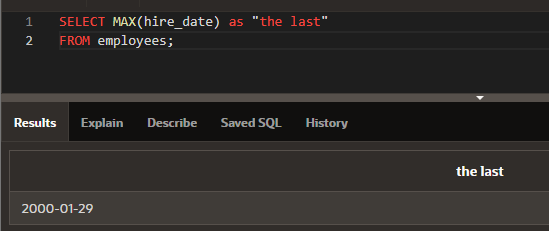 1 SELECT MAX(hire_date) as "the last"
2 FROM employees;
Results Explain Describe Saved SQL History
the last
2000-01-29